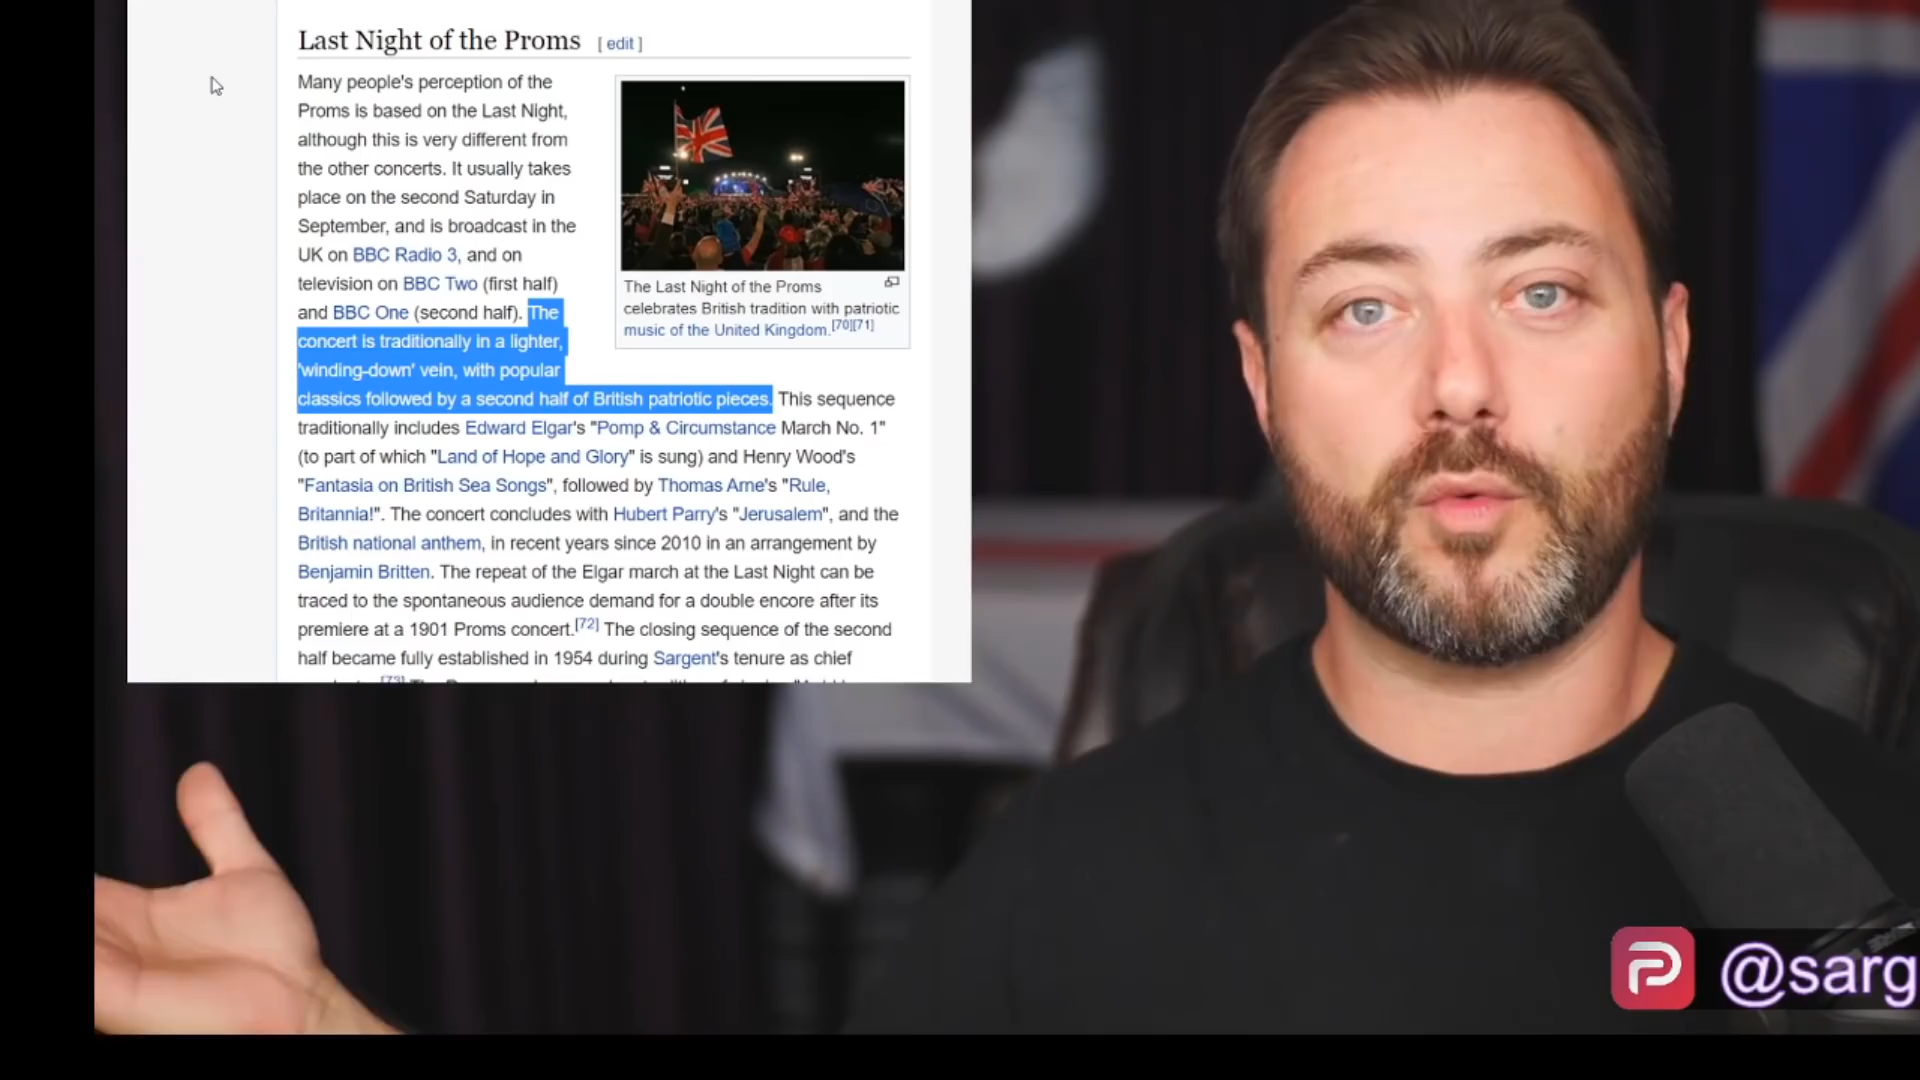 Last Night of the Proms [ edit ]
Many people's perception of the
Proms is based on the Last Night,
although this is very different from
the other concerts. It usually takes
place on the second Saturday in
September, and is broadcast in the
UK on BBC Radio 3, and on
television on BBC Two (first half)
and BBC One (second half). The
concert is traditionally in a lighter,
'winding-down' vein, with popular
classics followed by a second half of British patriotic pieces. This sequence
traditionally includes Edward Elgar's "Pomp & Circumstance March No. 1"
(to part of which "Land of Hope and Glory" is sung) and Henry Wood's
"Fantasia on British Sea Songs", followed by Thomas Arne's "Rule,
Britannia!". The concert concludes with Hubert Parry's "Jerusalem", and the
British national anthem, in recent years since 2010 in an arrangement by
Benjamin Britten. The repeat of the Elgar march at the Last Night can be
traced to the spontaneous audience demand for a double encore after its
premiere at a 1901 Proms concert.[72] The closing sequence of the second
half became fully established in 1954 during Sargent's tenure as chief
[73]
The Last Night of the Proms
celebrates British tradition with patriotic
music of the United Kingdom.[70][71]
@sarg